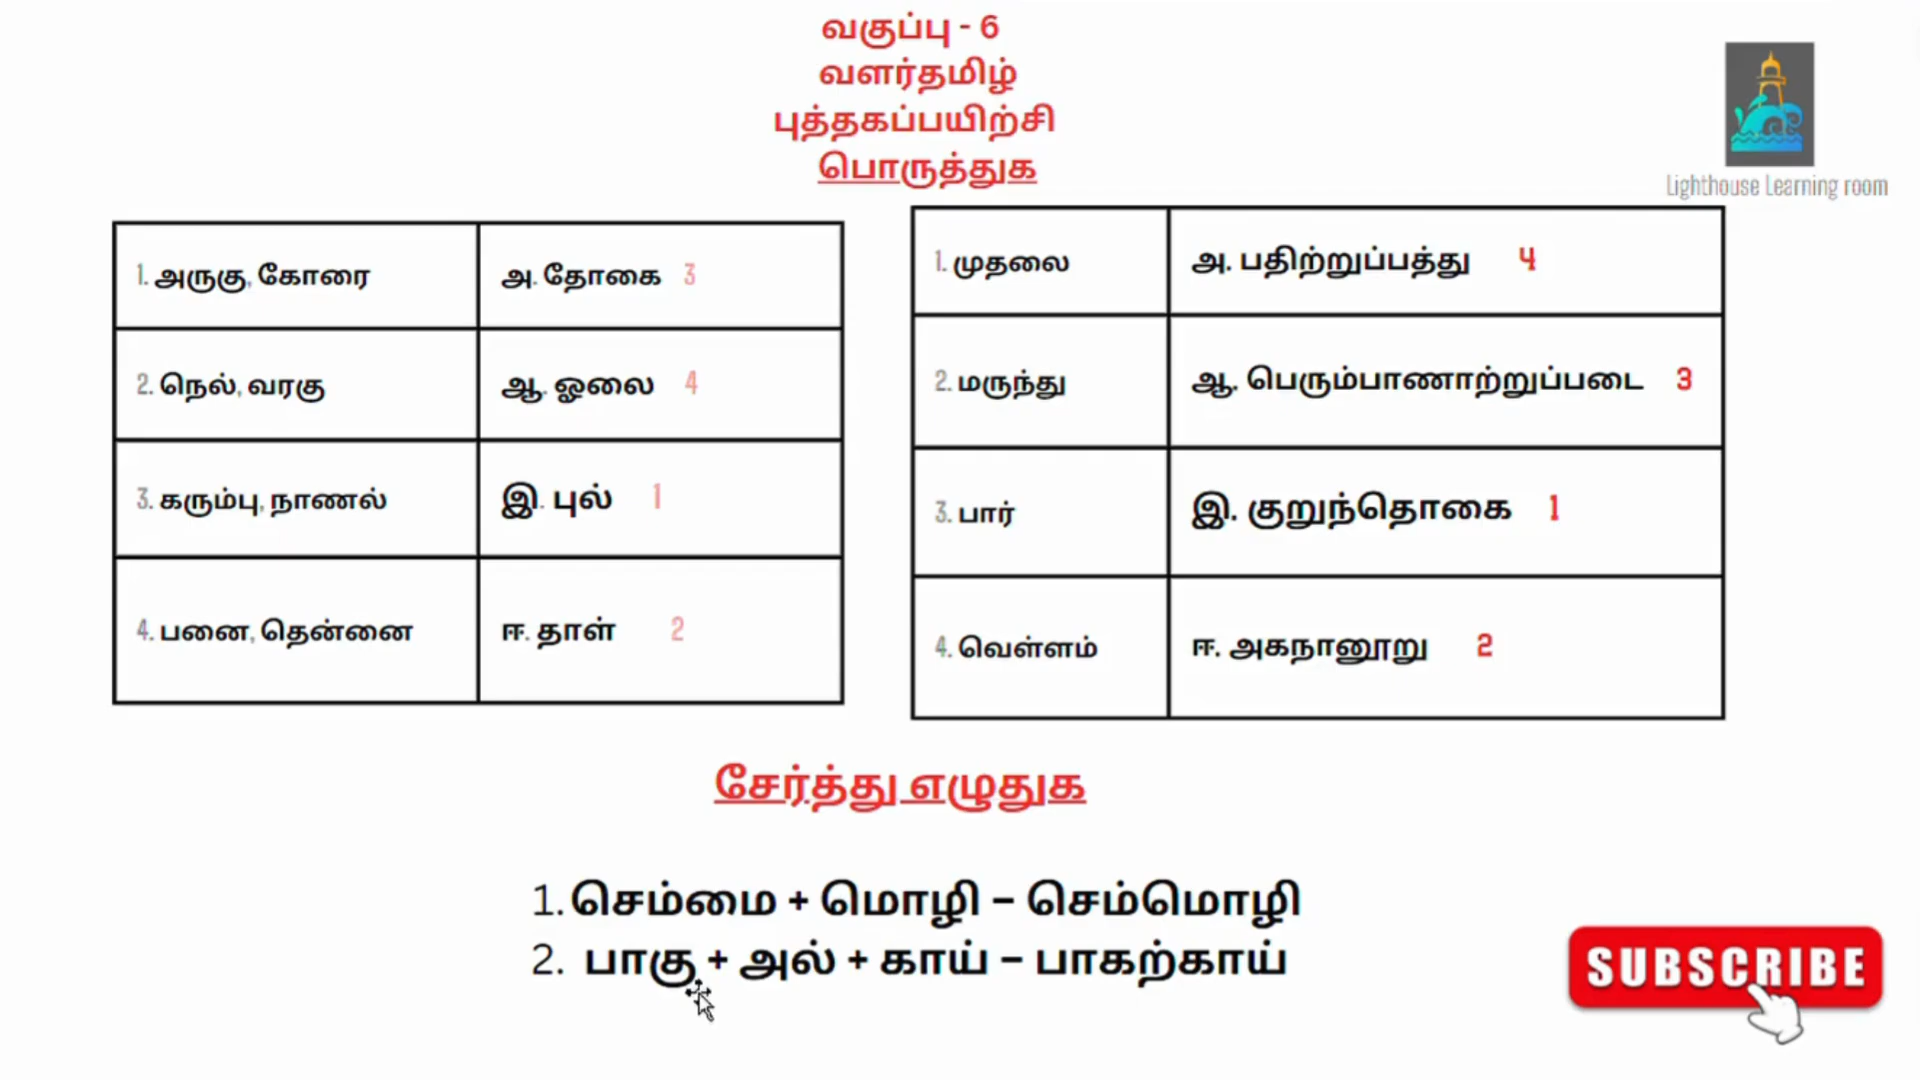 வகுப்பு - 6
வளர்தமிழ்
புத்தகப்பயிற்சி
பொருத்துக
Lighthouse Learning room
1. அருகு, கோரை
அ. தோகை 3
2. நெல், வரகு
ஆ. ஓலை 4
3. கரும்பு, நாணல்
இ. புல் 1
4. பனை, தென்னை
ஈ. தாள் 2
1. முதலை
அ. பதிற்றுப்பத்து 4
2. மருந்து
ஆ. பெரும்பாணாற்றுப்படை 3
3. பார்
இ. குறுந்தொகை 1
4. வெள்ளம்
ஈ. அகநானூறு 2
சேர்த்து எழுதுக
1. செம்மை + மொழி – செம்மொழி
2. பாகு + அல் + காய் – பாகற்காய்
SUBSCRIBE